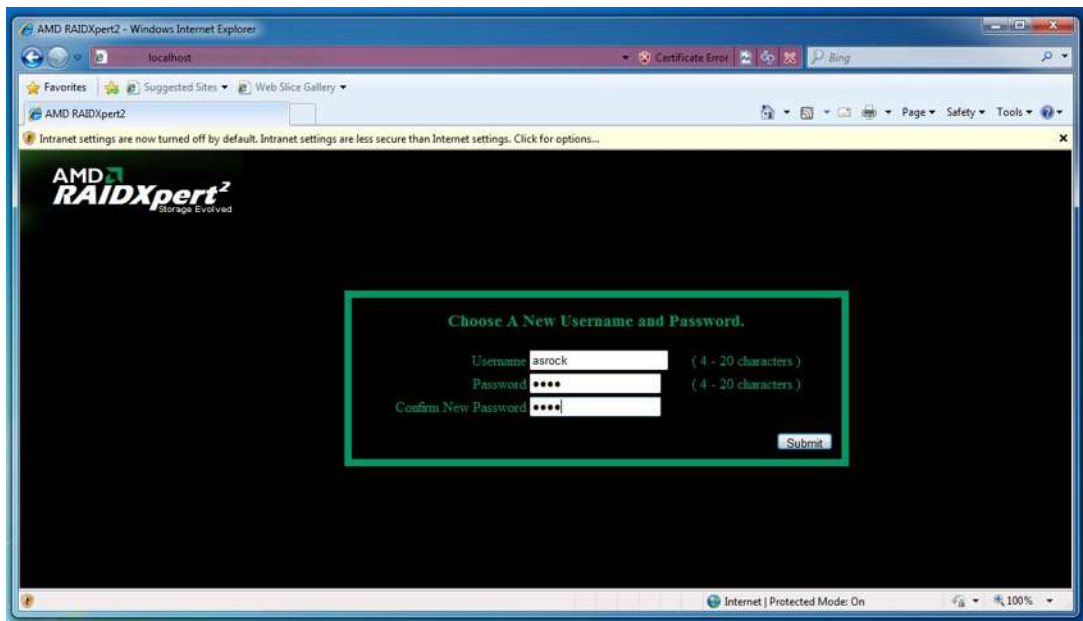 AMD RAIDXpert2 - Windows Internet Explorer
localhost
Certificate Error
Bing
Favorites
Suggested Sites
Web Slice Gallery
AMD RAIDXpert2
Page
Safety
Tools
Intranet settings are now turned off by default. Intranet settings are less secure than Internet settings. Click for options...
AMD
RAIDXpert2
Storage Evolved
Choose A New Username and Password.
Username asrock ( 4 - 20 characters )
Password •••• ( 4 - 20 characters )
Confirm New Password ••••
Submit
Internet | Protected Mode: On
100%